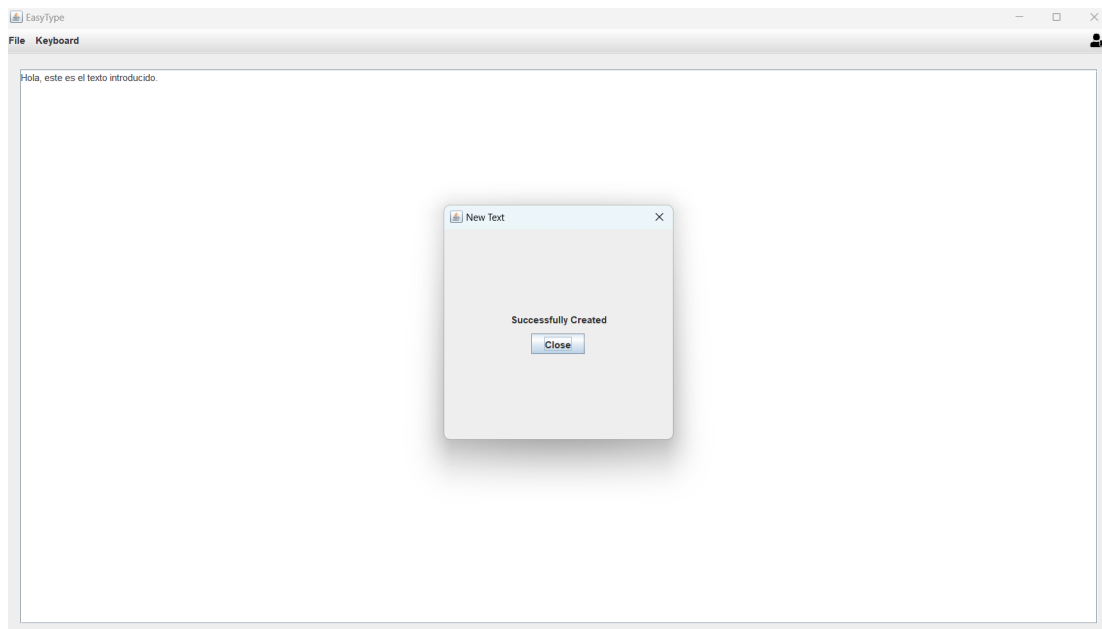 EasyType
File Keyboard
Hola, este es el texto introducido.
New Text
Successfully Created
Close